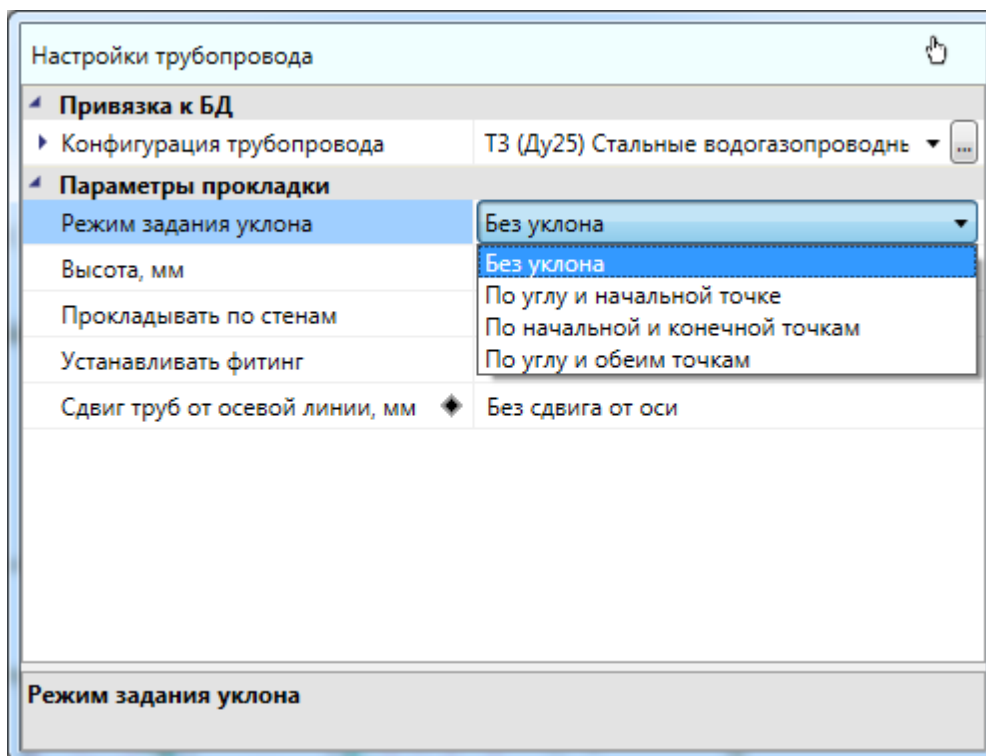 Настройки трубопровода
Привязка к БД
Конфигурация трубопровода Т3 (Ду25) Стальные водогазопроводнь ...
Параметры прокладки
Режим задания уклона Без уклона
Высота, мм Без уклона
По углу и начальной точке
Прокладывать по стенам По начальной и конечной точкам
Устанавливать фитинг По углу и обеим точкам
Сдвиг труб от осевой линии, мм Без сдвига от оси
Режим задания уклона